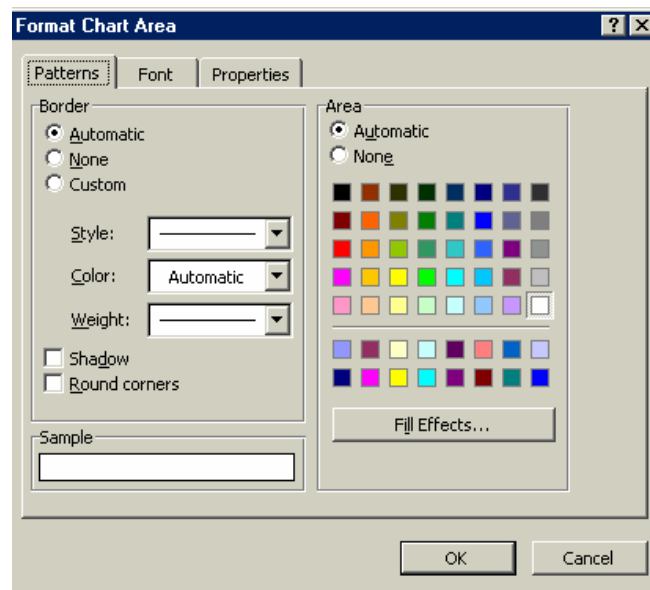 Format Chart Area
Patterns Font Properties
Border
Automatic
None
Custom
Style:
Color: Automatic
Weight:
Shadow
Round corners
Sample
Area
Automatic
None
Fill Effects...
OK Cancel